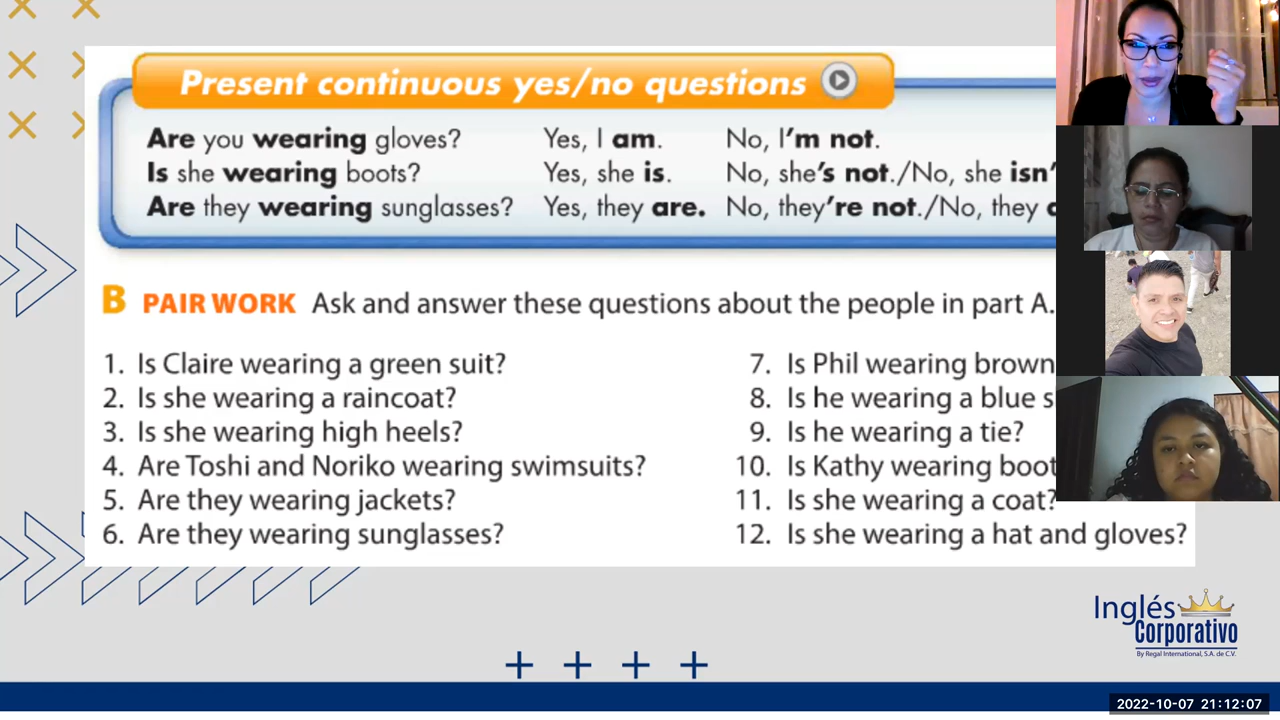 Present continuous yes/no questions
Are you wearing gloves? Yes, I am. No, I'm not.
Is she wearing boots? Yes, she is. No, she's not./No, she isn'
Are they wearing sunglasses? Yes, they are. No, they're not./No, they
B PAIR WORK Ask and answer these questions about the people in part A.
1. Is Claire wearing a green suit?
2. Is she wearing a raincoat?
3. Is she wearing high heels?
4. Are Toshi and Noriko wearing swimsuits?
5. Are they wearing jackets?
6. Are they wearing sunglasses?
7. Is Phil wearing brown
8. Is he wearing a blue s
9. Is he wearing a tie?
10. Is Kathy wearing boot
11. Is she wearing a coat?
12. Is she wearing a hat and gloves?
Inglés
Corporativo
By Regal International, S.A. de C.V.
2022-10-07 21:12:07